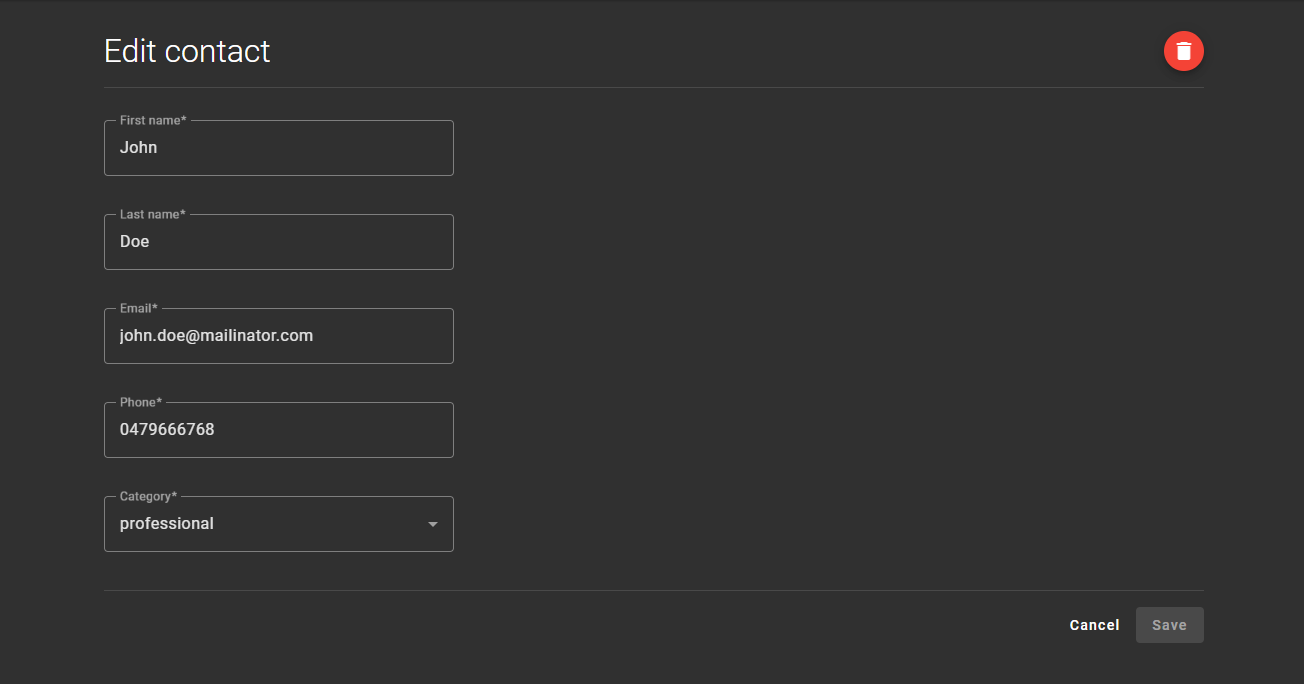 Edit contact
First name*
John
Last name*
Doe
Email*
john.doe@mailinator.com
Phone*
0479666768
Category*
professional
Cancel Save